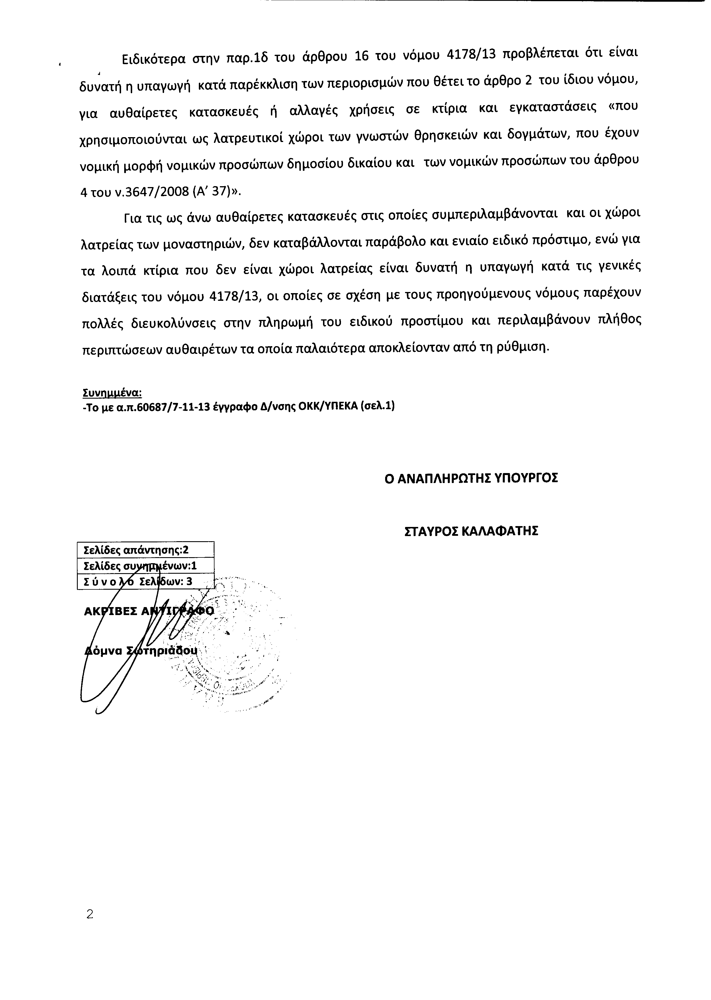 Ειδικότερα στην παρ.1δ του άρθρου 16 του νόμου 4178/13 προβλέπεται ότι είναι
δυνατή η υπαγωγή κατά παρέκκλιση των περιορισμών που θέτει το άρθρο 2 του ίδιου νόμου,
για αυθαίρετες κατασκευές ή αλλαγές χρήσεις σε κτίρια και εγκαταστάσεις «που
χρησιμοποιούνται ως λατρευτικοί χώροι των γνωστών θρησκειών και δογμάτων, που έχουν
νομική μορφή νομικών προσώπων δημοσίου δικαίου και των νομικών προσώπων του άρθρου
4 του ν.3647/2008 (Α’ 37)».
Για τις ως άνω αυθαίρετες κατασκευές στις οποίες συμπεριλαμβάνονται και οι χώροι
λατρείας των μοναστηριών, δεν καταβάλλονται παράβολο και ενιαίο ειδικό πρόστιμο, ενώ για
τα λοιπά κτίρια που δεν είναι χώροι λατρείας είναι δυνατή η υπαγωγή κατά τις γενικές
διατάξεις του νόμου 4178/13, οι οποίες σε σχέση με τους προηγούμενους νόμους παρέχουν
πολλές διευκολύνσεις στην πληρωμή του ειδικού προστίμου και περιλαμβάνουν πλήθος
περιπτώσεων αυθαιρέτων τα οποία παλαιότερα αποκλείονταν από τη ρύθμιση.
Συνημμένα:
-Το με α.π.60687/7-11-13 έγγραφο Δ/νσης ΟΚΚ/ΥΠΕΚΑ (σελ.1)
Ο ΑΝΑΠΛΗΡΩΤΗΣ ΥΠΟΥΡΓΟΣ
ΣΤΑΥΡΟΣ ΚΑΛΑΦΑΤΗΣ
Σελίδες απάντησης:2
Σελίδες συνημμένων:1
Σ ύ ν ο λ ο Σελίδων: 3
ΑΚΡΙΒΕΣ ΑΝΤΙΓΡΑΦΟ
Δόμνα Σωτηριάδου
2